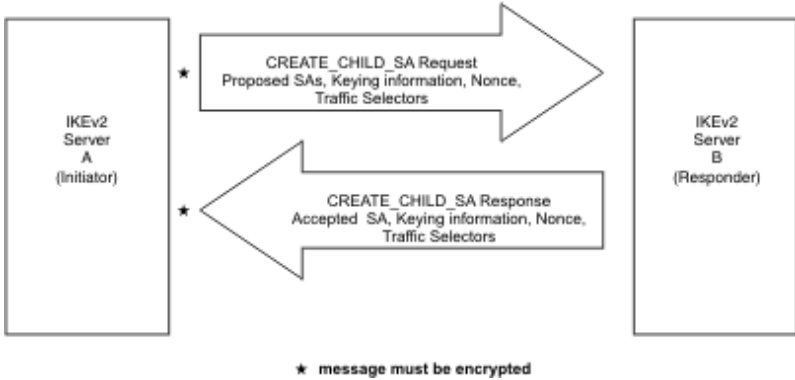 CREATE_CHILD_SA Request
Proposed SAs, Keying information, Nonce,
Traffic Selectors
IKEv2
Server
A
(Initiator)
IKEv2
Server
B
(Responder)
CREATE_CHILD_SA Response
Accepted SA, Keying information, Nonce,
Traffic Selectors
★ message must be encrypted